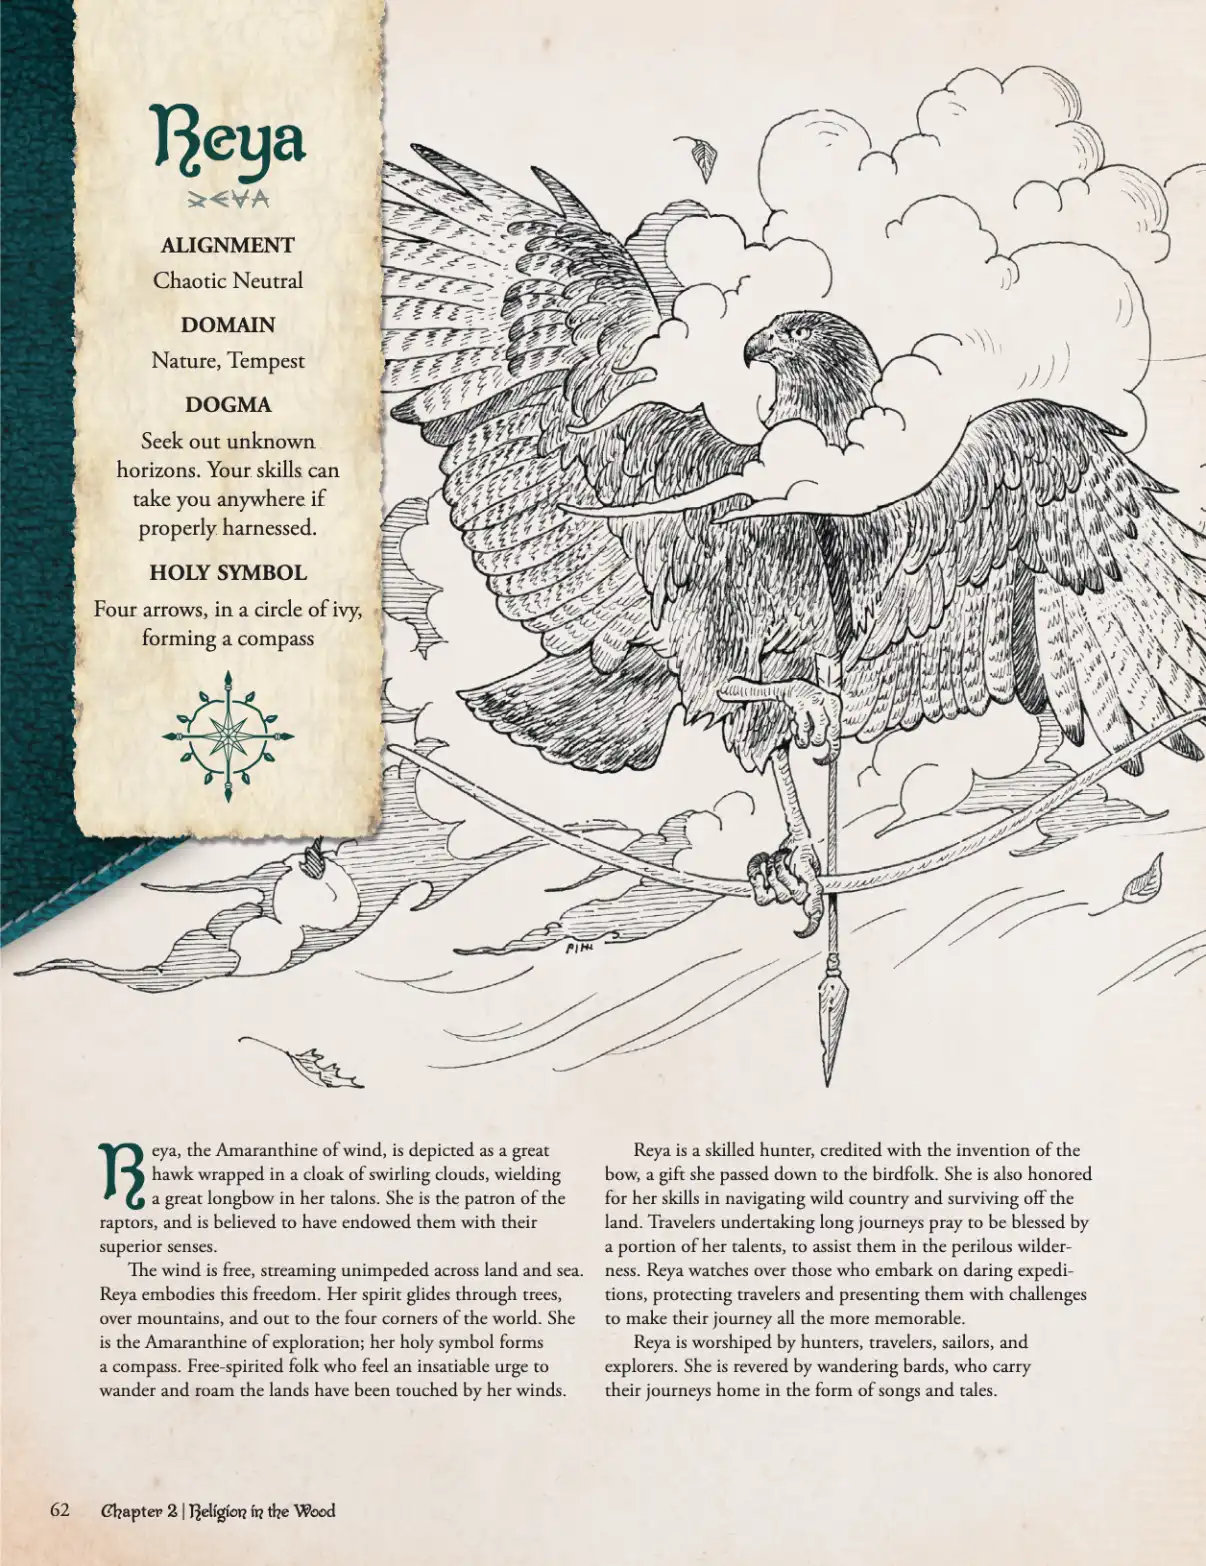 Reya
ALIGNMENT
Chaotic Neutral
DOMAIN
Nature, Tempest
DOGMA
Seek out unknown
horizons. Your skills can
take you anywhere if
properly harnessed.
HOLY SYMBOL
Four arrows, in a circle of ivy,
forming a compass
Reya, the Amaranthine of wind, is depicted as a great
hawk wrapped in a cloak of swirling clouds, wielding
a great longbow in her talons. She is the patron of the
raptors, and is believed to have endowed them with their
superior senses.
The wind is free, streaming unimpeded across land and sea.
Reya embodies this freedom. Her spirit glides through trees,
over mountains, and out to the four corners of the world. She
is the Amaranthine of exploration; her holy symbol forms
a compass. Free-spirited folk who feel an insatiable urge to
wander and roam the lands have been touched by her winds.
Reya is a skilled hunter, credited with the invention of the
bow, a gift she passed down to the birdfolk. She is also honored
for her skills in navigating wild country and surviving off the
land. Travelers undertaking long journeys pray to be blessed by
a portion of her talents, to assist them in the perilous wilder-
ness. Reya watches over those who embark on daring expedi-
tions, protecting travelers and presenting them with challenges
to make their journey all the more memorable.
Reya is worshiped by hunters, travelers, sailors, and
explorers. She is revered by wandering bards, who carry
their journeys home in the form of songs and tales.
62 Chapter 2 | Religion in the Wood